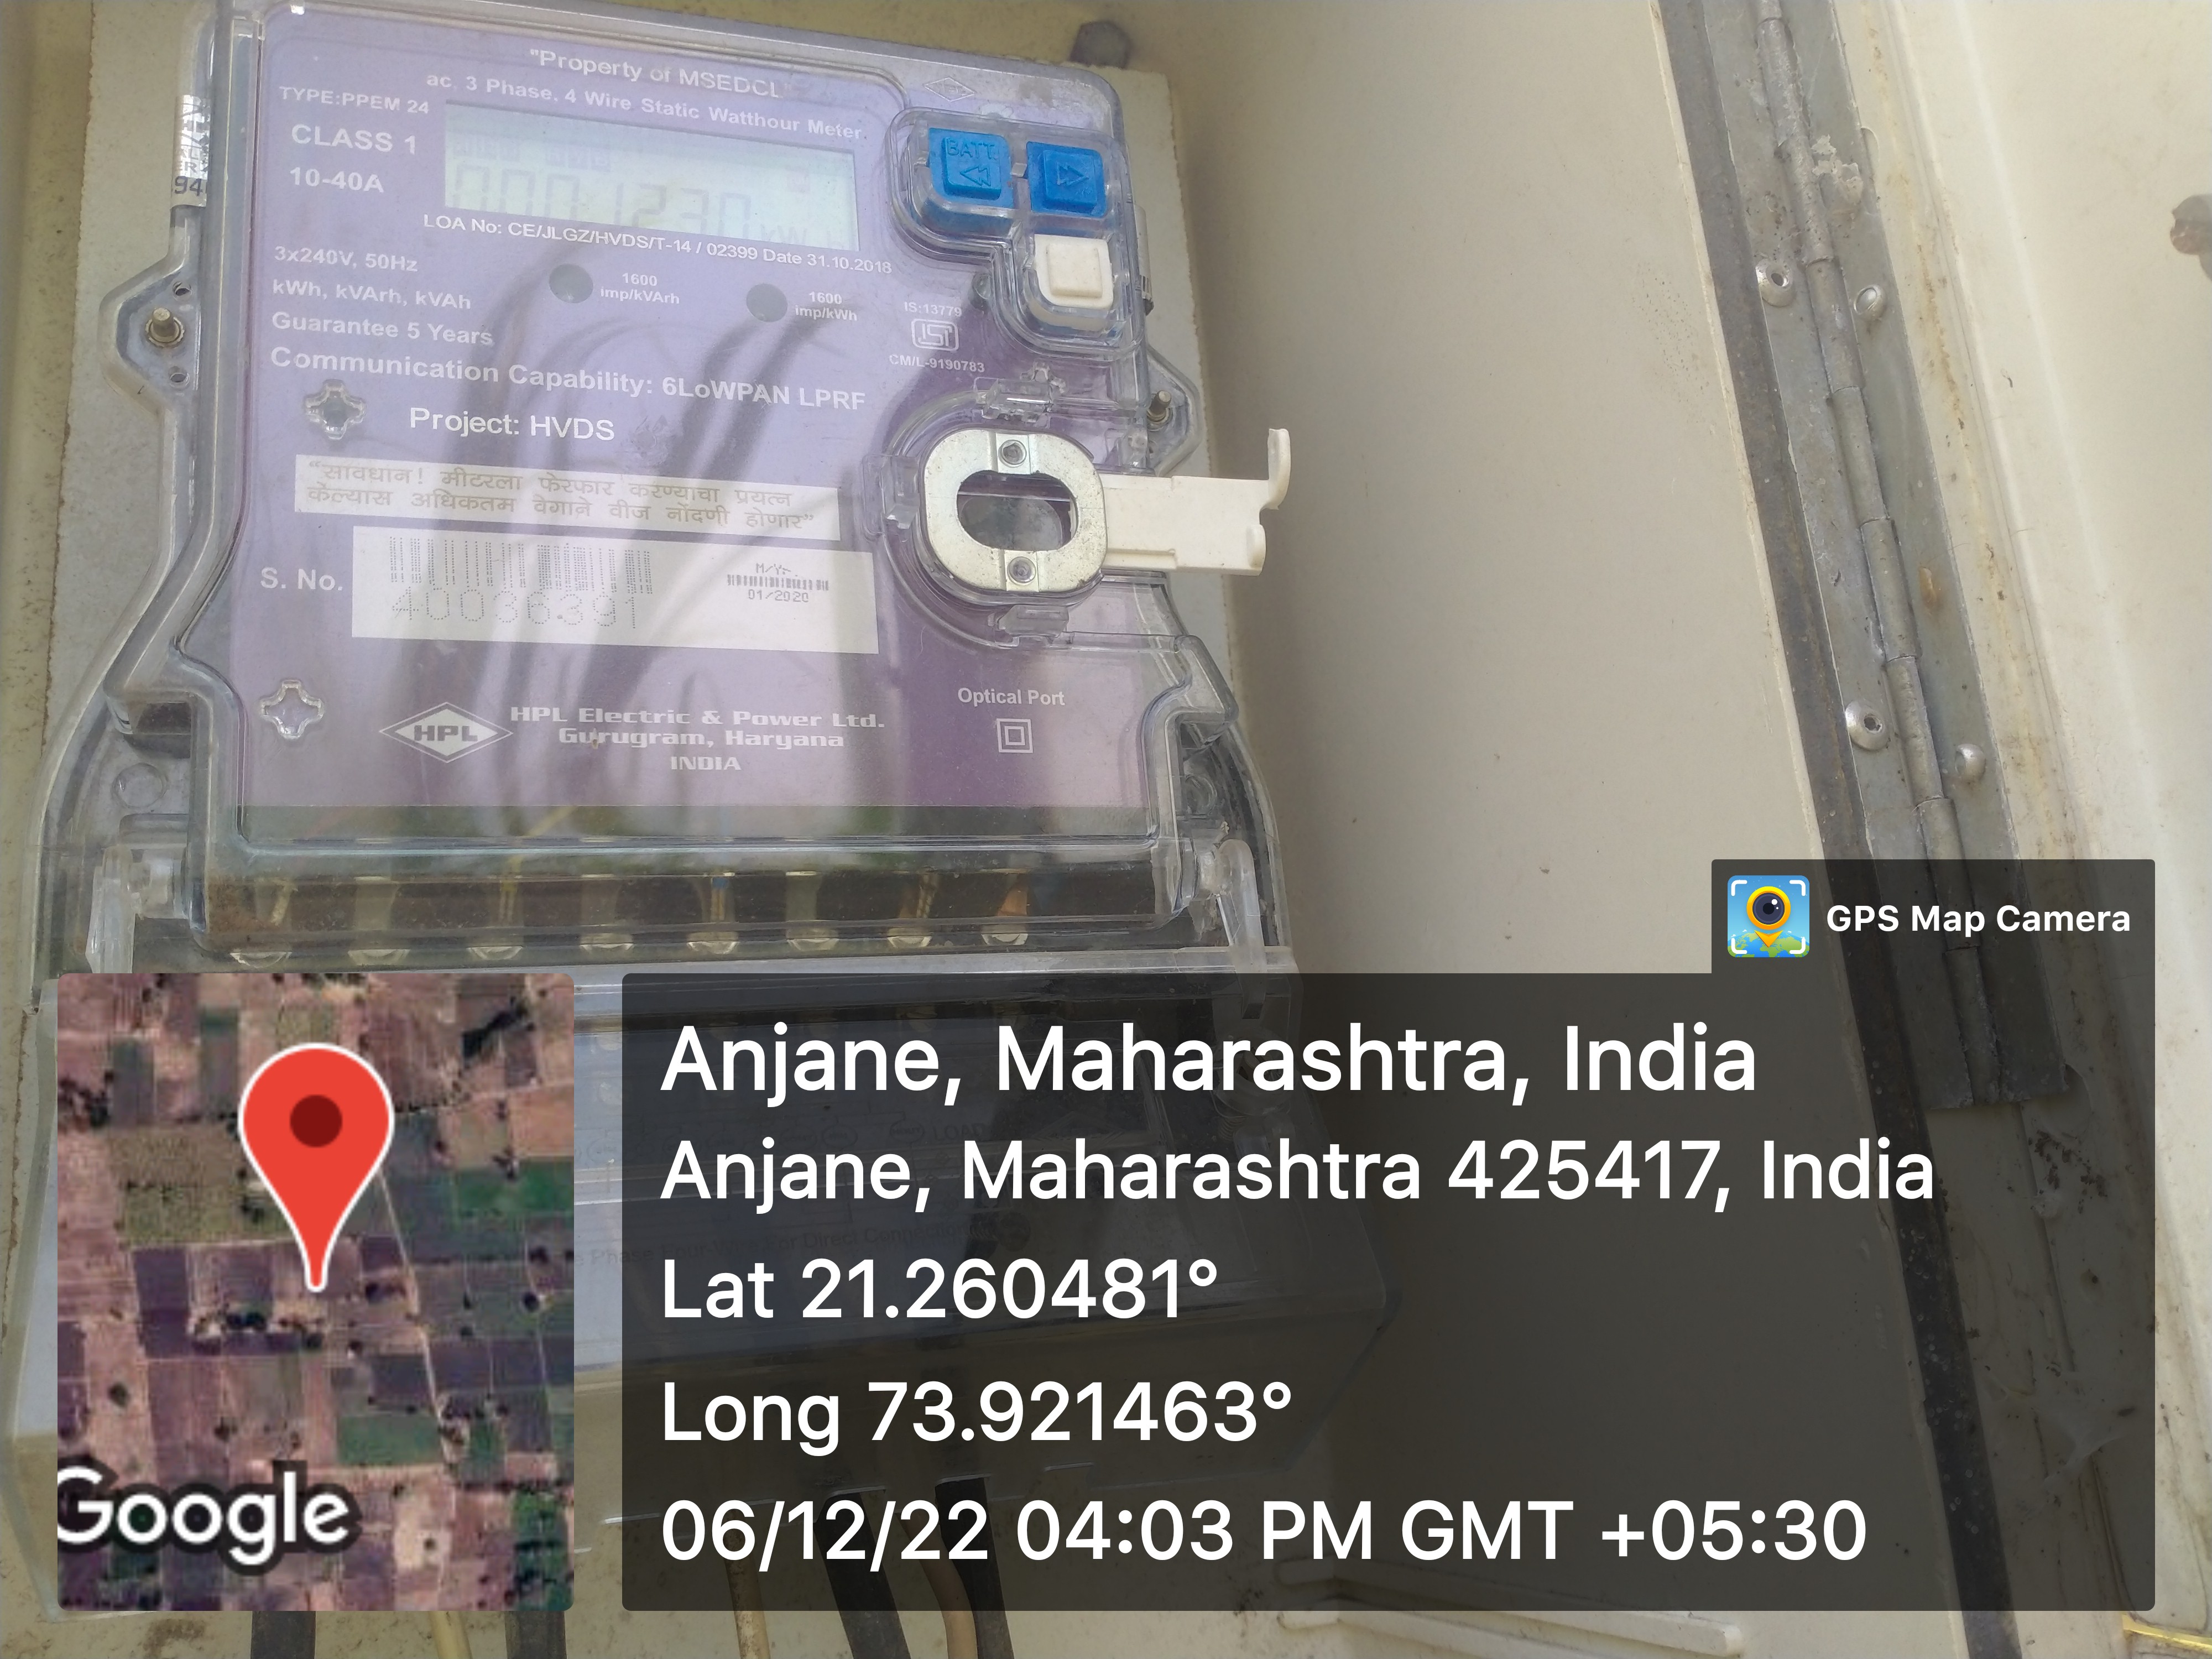 "Property of MSEDCL"
ac. 3 Phase, 4 Wire Static Watthour Meter.
TYPE:PPEM 24
CLASS 1
10-40A
BATT.
LOA No: CE/JLGZ/HVDS/T-14 / 02399 Date 31.10.2018
3x240V, 50Hz
kWh, kVArh, kVAh
Guarantee 5 Years
1600
imp/kVArh
1600
imp/kWh
IS:13779
CM/L-9190783
Communication Capability: 6LoWPAN LPRF
Project: HVDS
“सावधान! मीटरला फेरफार करण्याचा प्रयत्न
केल्यास अधिकतम वेगाने वीज नोंदणी होणार”
S. No.
40036391
M/Y:-
01/2020
HPL
HPL Electric & Power Ltd.
Gurugram, Haryana
INDIA
Optical Port
GPS Map Camera
Anjane, Maharashtra, India
Anjane, Maharashtra 425417, India
Lat 21.260481°
Long 73.921463°
06/12/22 04:03 PM GMT +05:30
Google